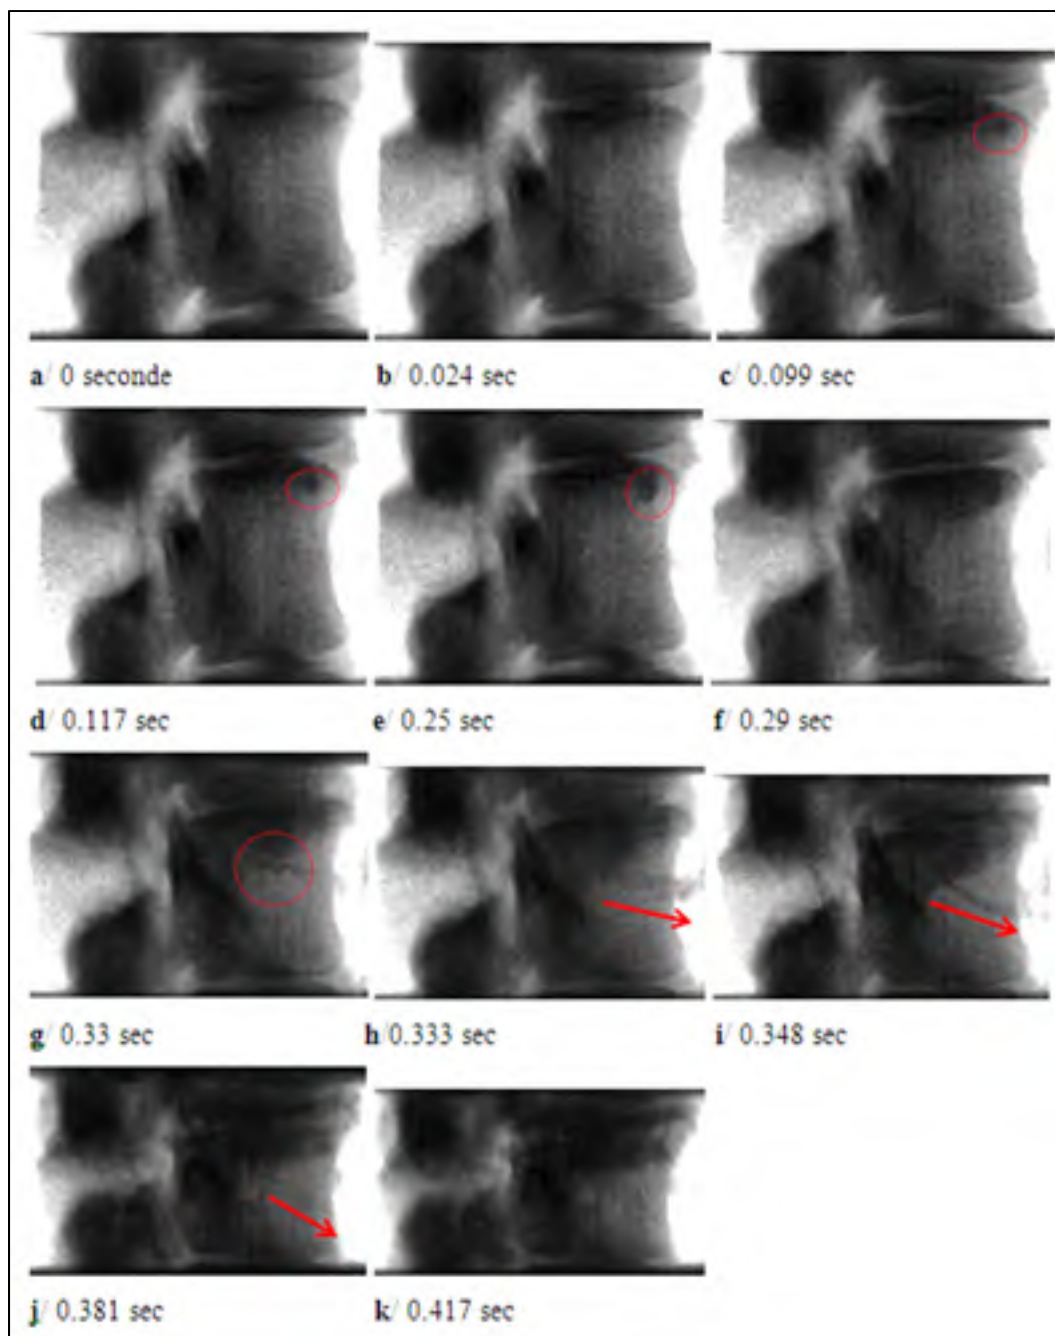 a/ 0 seconde
b/ 0.024 sec
c/ 0.099 sec
d/ 0.117 sec
e/ 0.25 sec
f/ 0.29 sec
g/ 0.33 sec
h/0.333 sec
i/ 0.348 sec
j/ 0.381 sec
k/ 0.417 sec